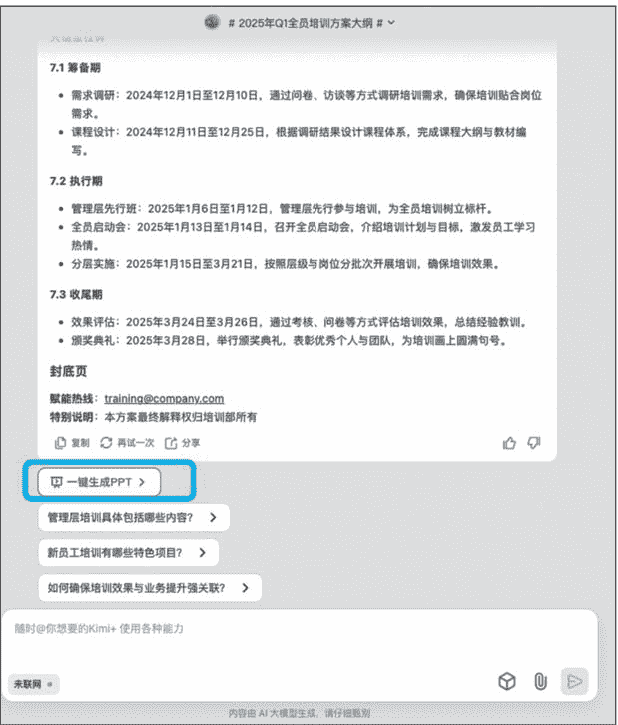 # 2025年Q1全员培训方案大纲 #
7.1 筹备期
需求调研：2024年12月1日至12月10日，通过问卷、访谈等方式调研培训需求，确保培训贴合岗位
需求。
课程设计：2024年12月11日至12月25日，根据调研结果设计课程体系，完成课程大纲与教材编
写。
7.2 执行期
管理层先行班：2025年1月6日至1月12日，管理层先行参与培训，为全员培训树立标杆。
全员启动会：2025年1月13日至1月14日，召开全员启动会，介绍培训计划与目标，激发员工学习
热情。
分层实施：2025年1月15日至3月21日，按照层级与岗位分批次开展培训，确保培训效果。
7.3 收尾期
效果评估：2025年3月24日至3月26日，通过考核、问卷等方式评估培训效果，总结经验教训。
颁奖典礼：2025年3月28日，举行颁奖典礼，表彰优秀个人与团队，为培训画上圆满句号。
封底页
赋能热线：training@company.com
特别说明：本方案最终解释权归培训部所有
复制 再试一次 分享
一键生成PPT
管理层培训具体包括哪些内容？
新员工培训有哪些特色项目？
如何确保培训效果与业务提升强关联？
随时@你想要的Kimi+ 使用各种能力
未联网
内容由 AI 大模型生成，请仔细甄别